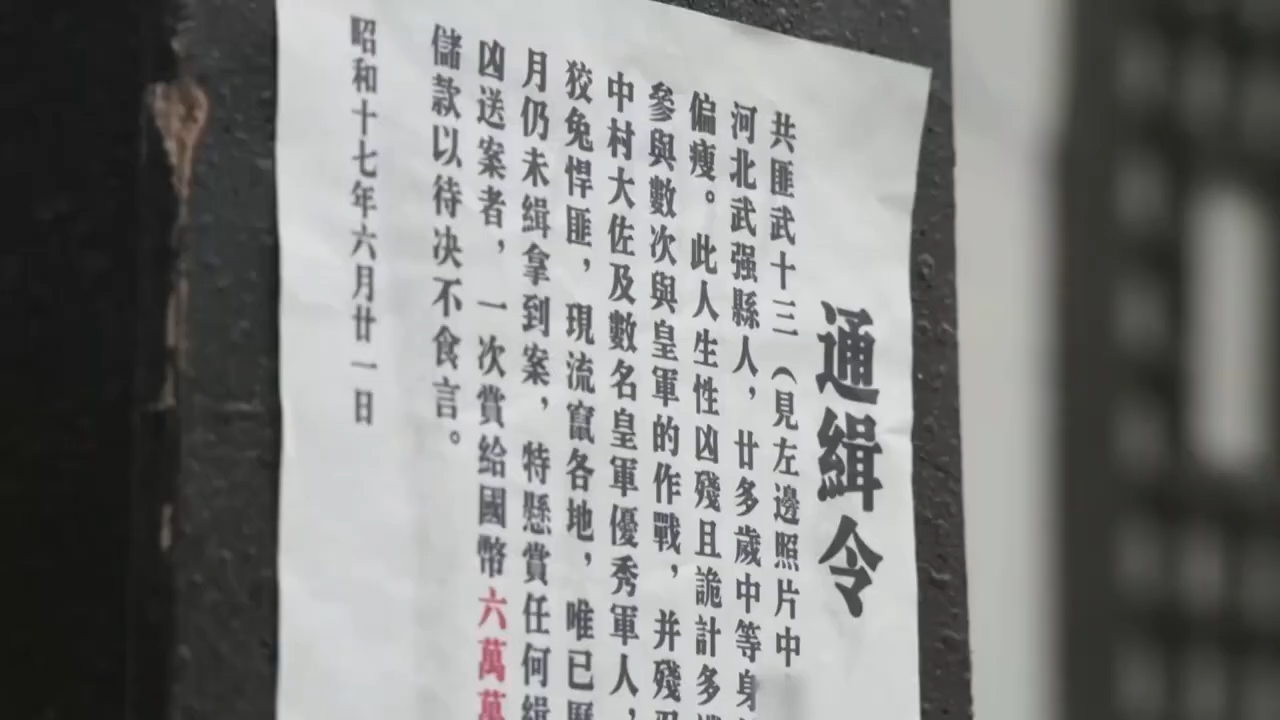 通緝令
共匪武十三（見左邊照片中
河北武强縣人，廿多歲中等身
偏瘦。此人生性凶殘且詭計多
參與數次與皇軍的作戰，并殘
中村大佐及數名皇軍優秀軍人，
狡兔悍匪，現流竄各地，唯已歷
月仍未緝拿到案，特懸賞任何緝
凶送案者，一次賞給國幣六萬萬
儲款以待決不食言。
昭和十七年六月廿一日